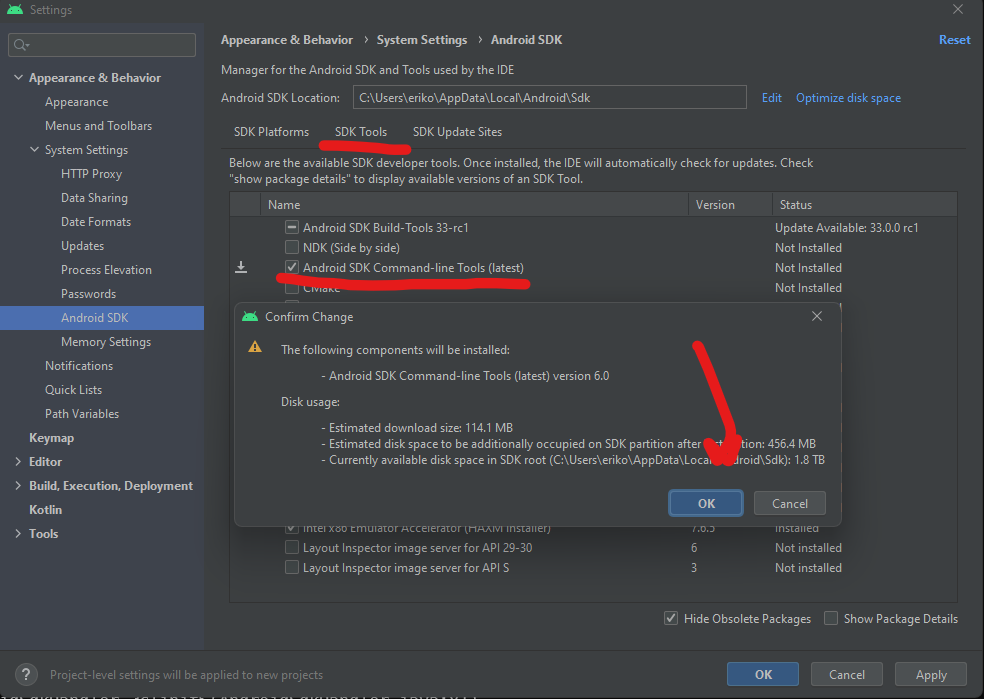 Settings
Appearance & Behavior › System Settings › Android SDK
Reset
Manager for the Android SDK and Tools used by the IDE
Android SDK Location: C:\Users\eriko\AppData\Local\Android\Sdk Edit Optimize disk space
SDK Platforms SDK Tools SDK Update Sites
Below are the available SDK developer tools. Once installed, the IDE will automatically check for updates. Check
"show package details" to display available versions of an SDK Tool.
Name Version Status
Android SDK Build-Tools 33-rc1 Update Available: 33.0.0 rc1
NDK (Side by side) Not Installed
Android SDK Command-line Tools (latest) Not Installed
CMake Not Installed
Appearance & Behavior
Appearance
Menus and Toolbars
System Settings
HTTP Proxy
Data Sharing
Date Formats
Updates
Process Elevation
Passwords
Android SDK
Memory Settings
Notifications
Quick Lists
Path Variables
Keymap
Editor
Build, Execution, Deployment
Kotlin
Tools
Confirm Change
The following components will be installed:
- Android SDK Command-line Tools (latest) version 6.0
Disk usage:
- Estimated download size: 114.1 MB
- Estimated disk space to be additionally occupied on SDK partition after : 456.4 MB
- Currently available disk space in SDK root (C:\Users\eriko\AppData\Local\Android\Sdk): 1.8 TB
OK Cancel
Intel x86 Emulator Accelerator (HAXM installer) 7.6.5 Installed
Layout Inspector image server for API 29-30 6 Not installed
Layout Inspector image server for API S 3 Not installed
Hide Obsolete Packages Show Package Details
? Project-level settings will be applied to new projects
OK Cancel Apply